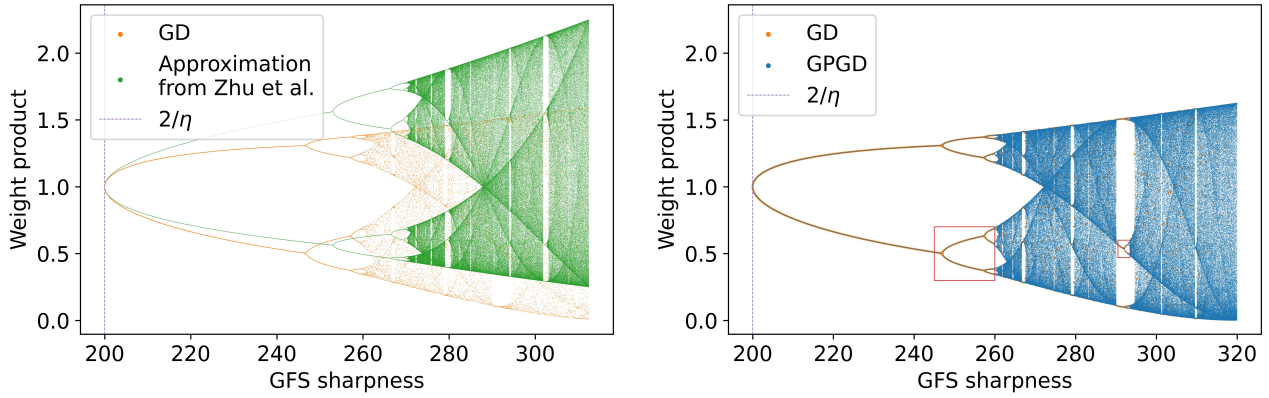 GD
Approximation
from Zhu et al.
2/η
Weight product
2.0
1.5
1.0
0.5
0.0
200
220
240
260
280
300
GFS sharpness
GD
GPGD
2/η
Weight product
2.0
1.5
1.0
0.5
0.0
200
220
240
260
280
300
320
GFS sharpness